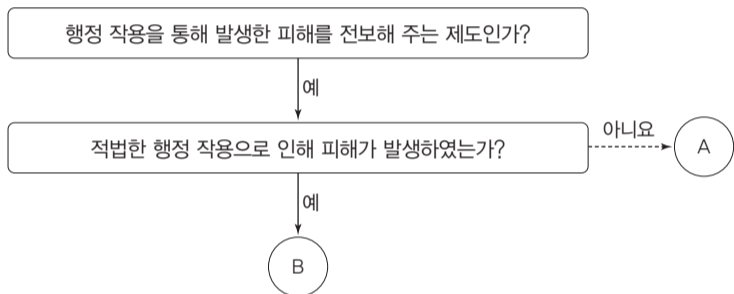 행정 작용을 통해 발생한 피해를 전보해 주는 제도인가?
예
적법한 행정 작용으로 인해 피해가 발생하였는가?
아니요
A
예
B